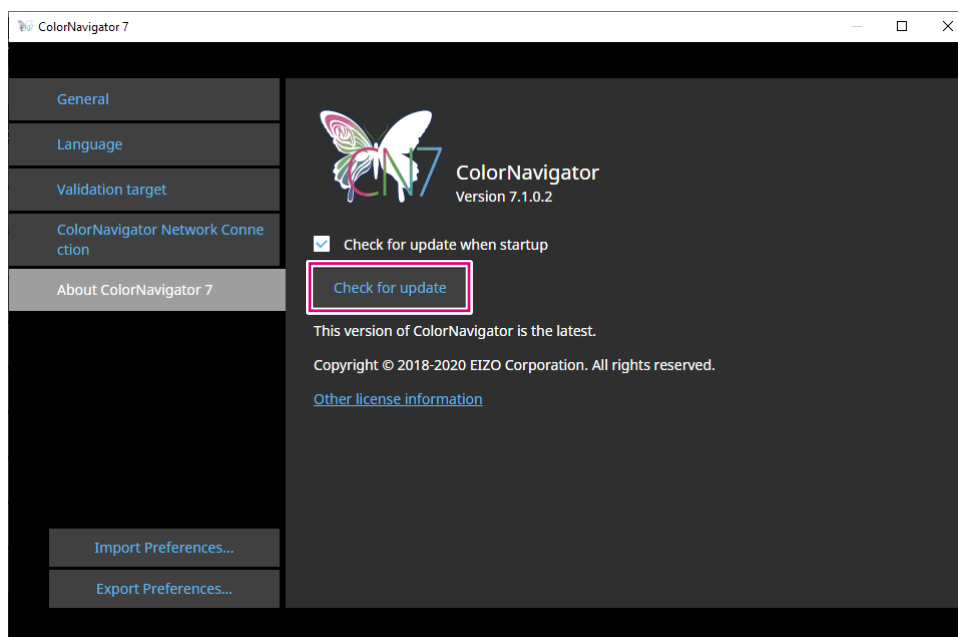 ColorNavigator 7
General
Language
Validation target
ColorNavigator Network Conne
ction
About ColorNavigator 7
Import Preferences...
Export Preferences...
CN7
ColorNavigator
Version 7.1.0.2
Check for update when startup
Check for update
This version of ColorNavigator is the latest.
Copyright © 2018-2020 EIZO Corporation. All rights reserved.
Other license information